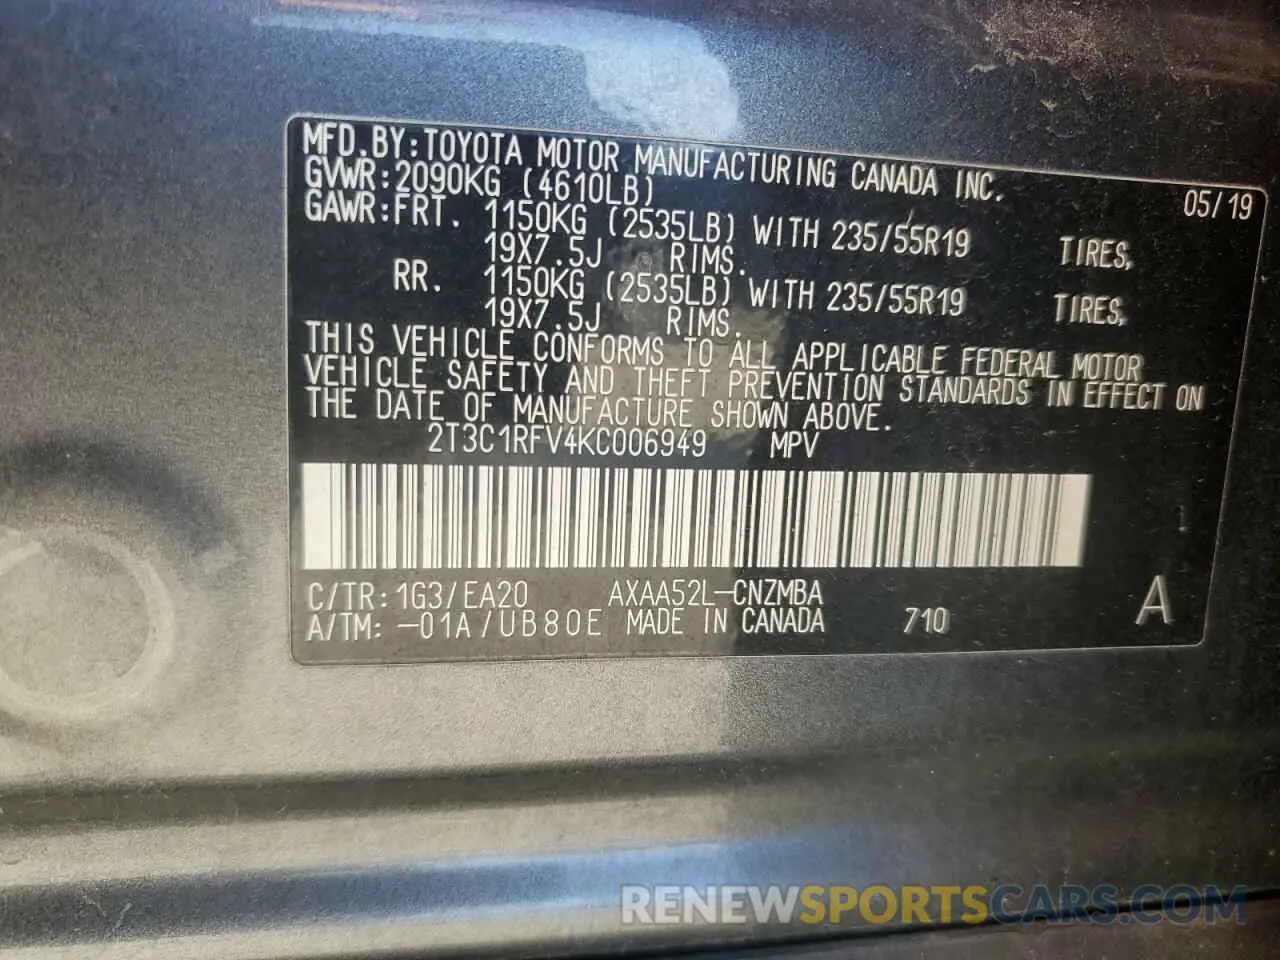 MFD.BY:TOYOTA MOTOR MANUFACTURING CANADA INC. 05/19
GVWR:2090KG (4610LB)
GAWR:FRT. 1150KG (2535LB) WITH 235/55R19 TIRES,
19X7.5J RIMS.
RR. 1150KG (2535LB) WITH 235/55R19 TIRES,
19X7.5J RIMS.
THIS VEHICLE CONFORMS TO ALL APPLICABLE FEDERAL MOTOR
VEHICLE SAFETY AND THEFT PREVENTION STANDARDS IN EFFECT ON
THE DATE OF MANUFACTURE SHOWN ABOVE.
2T3C1RFV4KC006949 MPV
C/TR:1G3/EA20 AXAA52L-CNZMBA
A/TM:-01A/UB80E MADE IN CANADA 710 A
RENEWSPORTSCARS.COM